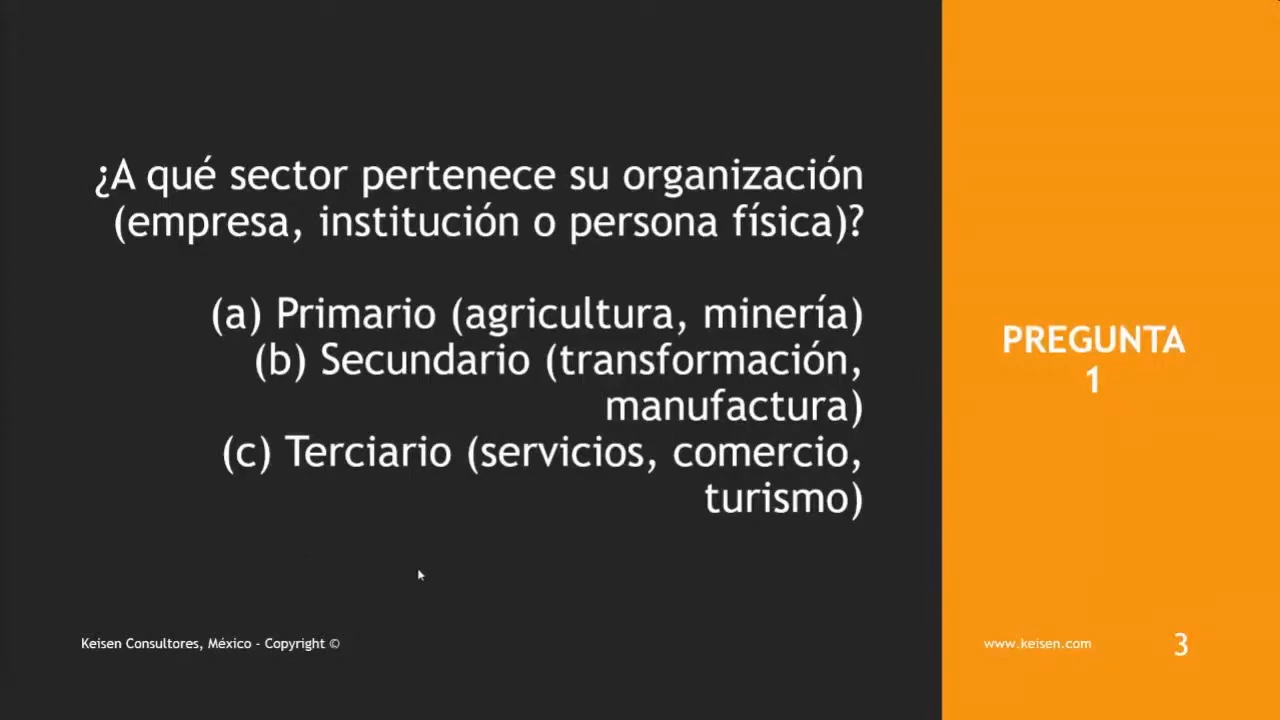 ¿A qué sector pertenece su organización
(empresa, institución o persona física)?
(a) Primario (agricultura, minería)
(b) Secundario (transformación,
manufactura)
(c) Terciario (servicios, comercio,
turismo)
PREGUNTA
1
Keisen Consultores, México - Copyright ©
www.keisen.com
3